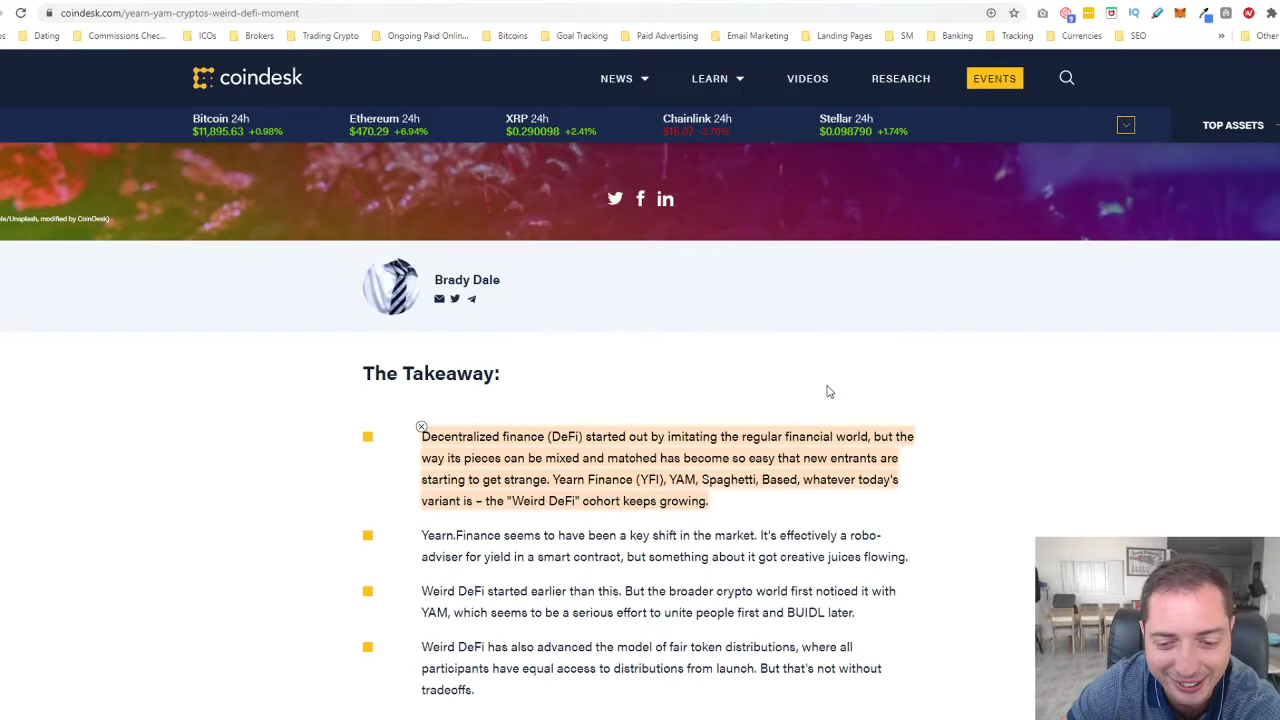 coindesk.com/yearn-yam-cryptos-weird-defi-moment
Dating
Commissions Chec...
ICOs
Brokers
Trading Crypto
Ongoing Paid Onlin...
Bitcoins
Goal Tracking
Paid Advertising
Email Marketing
Landing Pages
SM
Banking
Tracking
Currencies
SEO
»
Other
coindesk
NEWS
LEARN
VIDEOS
RESEARCH
EVENTS
Bitcoin 24h
$11,895.63 +0.98%
Ethereum 24h
$470.29 +6.94%
XRP 24h
$0.290098 +2.41%
Chainlink 24h
$16.07 -2.70%
Stellar 24h
$0.098790 +1.74%
TOP ASSETS
/Unsplash, modified by CoinDesk)
Brady Dale
The Takeaway:
Decentralized finance (DeFi) started out by imitating the regular financial world, but the
way its pieces can be mixed and matched has become so easy that new entrants are
starting to get strange. Yearn Finance (YFI), YAM, Spaghetti, Based, whatever today's
variant is – the "Weird DeFi" cohort keeps growing.
Yearn.Finance seems to have been a key shift in the market. It's effectively a robo-
adviser for yield in a smart contract, but something about it got creative juices flowing.
Weird DeFi started earlier than this. But the broader crypto world first noticed it with
YAM, which seems to be a serious effort to unite people first and BUIDL later.
Weird DeFi has also advanced the model of fair token distributions, where all
participants have equal access to distributions from launch. But that's not without
tradeoffs.